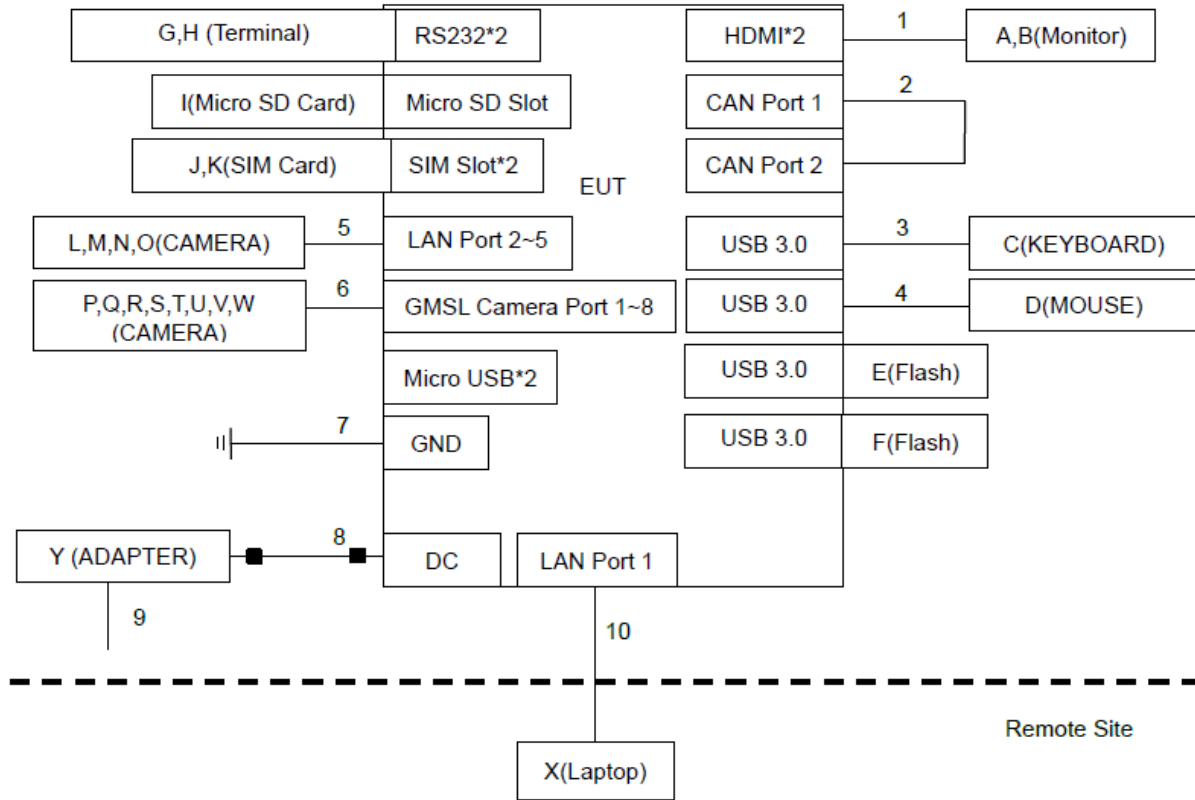 G,H (Terminal)
RS232*2
HDMI*2
1
A,B(Monitor)
I(Micro SD Card)
Micro SD Slot
CAN Port 1
2
J,K(SIM Card)
SIM Slot*2
EUT
CAN Port 2
L,M,N,O(CAMERA)
5
LAN Port 2~5
USB 3.0
3
C(KEYBOARD)
P,Q,R,S,T,U,V,W
(CAMERA)
6
GMSL Camera Port 1~8
USB 3.0
4
D(MOUSE)
Micro USB*2
USB 3.0
E(Flash)
7
GND
USB 3.0
F(Flash)
Y (ADAPTER)
8
DC
LAN Port 1
9
10
Remote Site
X(Laptop)